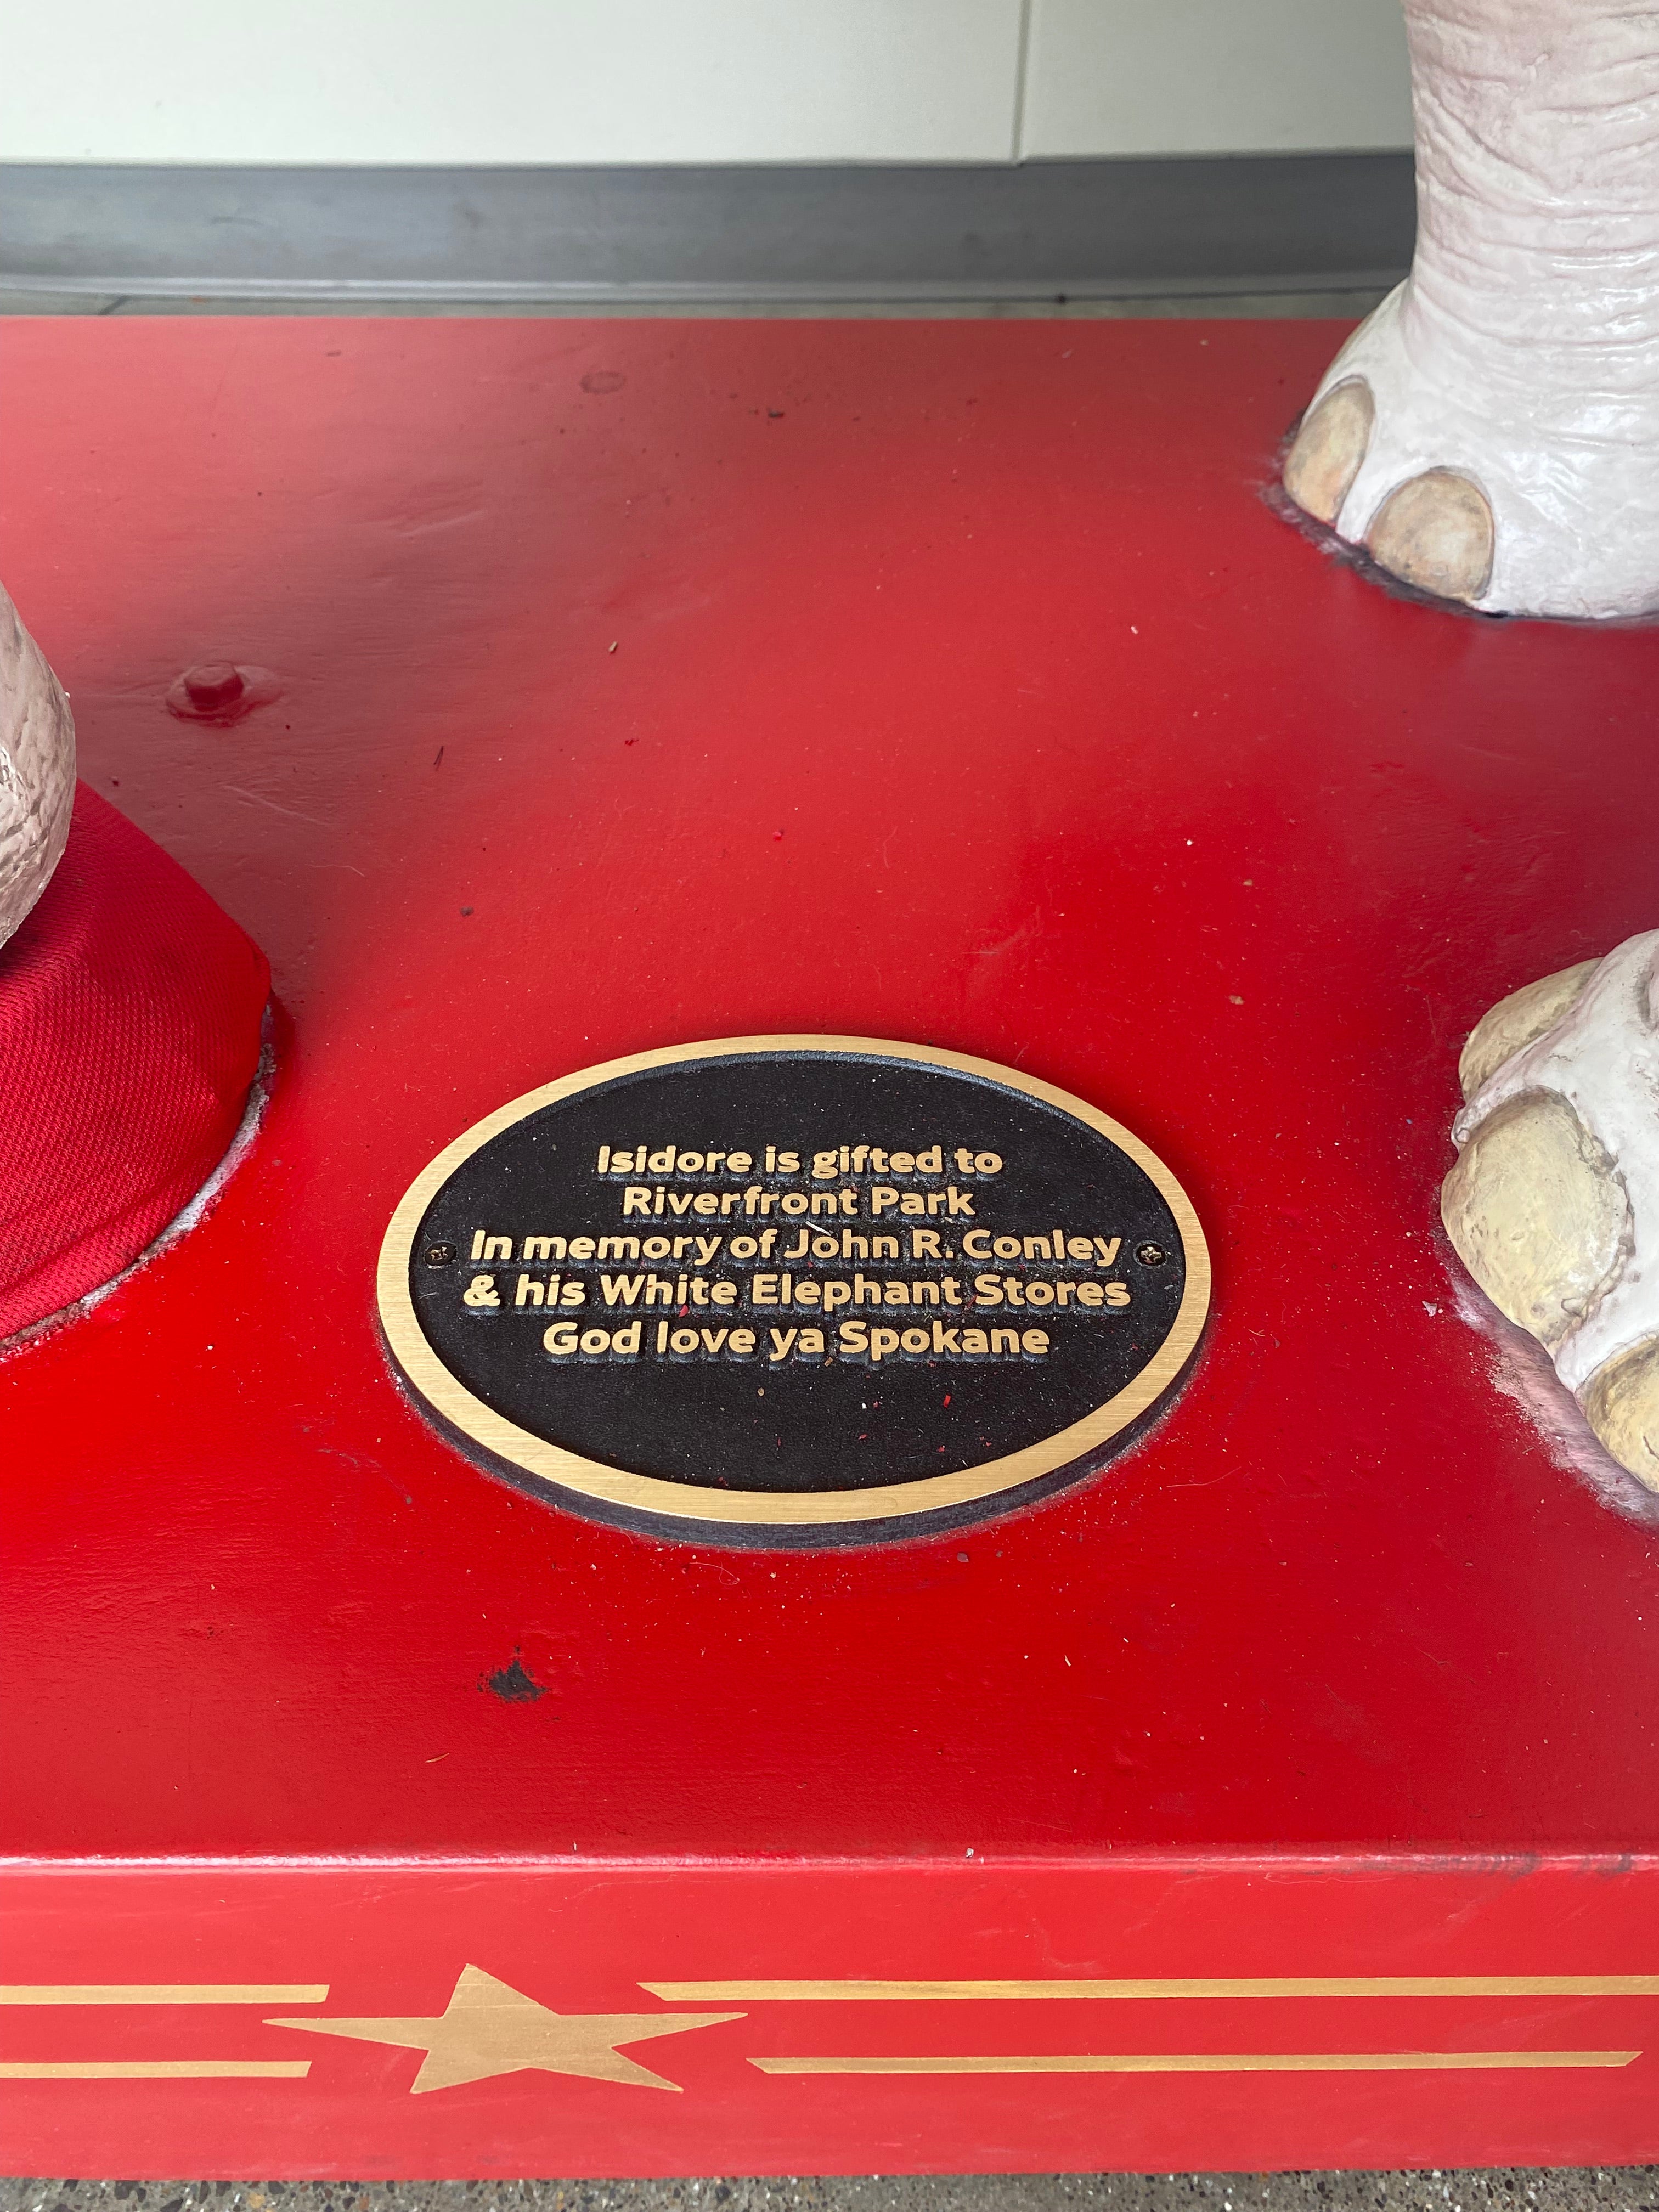 Isidore is gifted to
Riverfront Park
In memory of John R. Conley
& his White Elephant Stores
God love ya Spokane